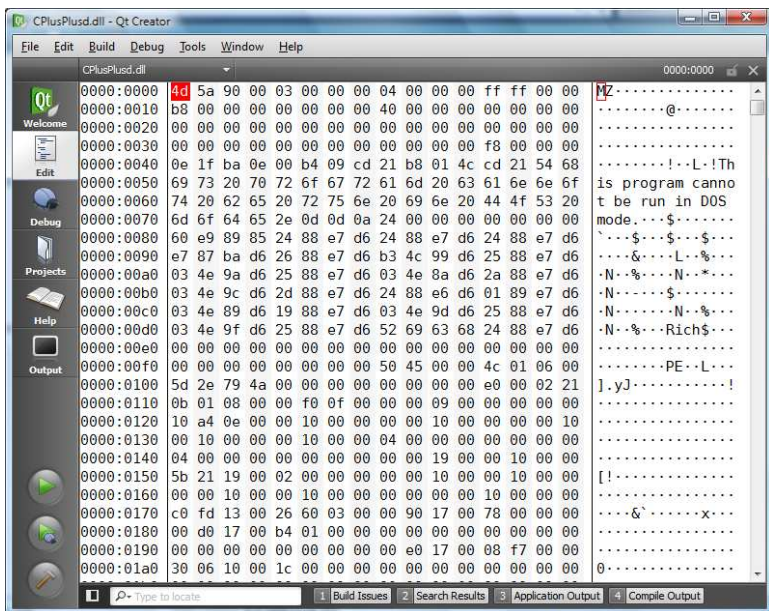 CPlusPlusd.dll - Qt Creator
File Edit Build Debug Tools Window Help
CPlusPlusd.dll 0000:0000
Qt
Welcome
Edit
Debug
Projects
Help
Output
0000:0000 4d 5a 90 00 03 00 00 00 04 00 00 00 ff ff 00 00 MZ··············
0000:0010 b8 00 00 00 00 00 00 00 40 00 00 00 00 00 00 00 ········@·······
0000:0020 00 00 00 00 00 00 00 00 00 00 00 00 00 00 00 00 ················
0000:0030 00 00 00 00 00 00 00 00 00 00 00 00 f8 00 00 00 ················
0000:0040 0e 1f ba 0e 00 b4 09 cd 21 b8 01 4c cd 21 54 68 ········!··L·!Th
0000:0050 69 73 20 70 72 6f 67 72 61 6d 20 63 61 6e 6e 6f is program canno
0000:0060 74 20 62 65 20 72 75 6e 20 69 6e 20 44 4f 53 20 t be run in DOS
0000:0070 6d 6f 64 65 2e 0d 0d 0a 24 00 00 00 00 00 00 00 mode.···$·······
0000:0080 60 e9 89 85 24 88 e7 d6 24 88 e7 d6 24 88 e7 d6 `···$···$···$···
0000:0090 e7 87 ba d6 26 88 e7 d6 b3 4c 99 d6 25 88 e7 d6 ····&····L··%···
0000:00a0 03 4e 9a d6 25 88 e7 d6 03 4e 8a d6 2a 88 e7 d6 ·N··%····N··*···
0000:00b0 03 4e 9c d6 2d 88 e7 d6 24 88 e6 d6 01 89 e7 d6 ·N··-···$·······
0000:00c0 03 4e 89 d6 19 88 e7 d6 03 4e 9d d6 25 88 e7 d6 ·N·······N··%···
0000:00d0 03 4e 9f d6 25 88 e7 d6 52 69 63 68 24 88 e7 d6 ·N··%···Rich$···
0000:00e0 00 00 00 00 00 00 00 00 00 00 00 00 00 00 00 00 ················
0000:00f0 00 00 00 00 00 00 00 00 50 45 00 00 4c 01 06 00 ········PE··L···
0000:0100 5d 2e 79 4a 00 00 00 00 00 00 00 00 e0 00 02 21 ].yJ···········!
0000:0110 0b 01 08 00 00 f0 0f 00 00 00 09 00 00 00 00 00 ················
0000:0120 10 a4 0e 00 00 10 00 00 00 10 00 00 00 00 00 10 ················
0000:0130 00 10 00 00 00 10 00 00 04 00 00 00 00 00 00 00 ················
0000:0140 04 00 00 00 00 00 00 00 00 00 19 00 00 10 00 00 ················
0000:0150 5b 21 19 00 02 00 00 00 00 00 10 00 00 10 00 00 [!··············
0000:0160 00 00 10 00 00 10 00 00 00 00 00 00 10 00 00 00 ················
0000:0170 c0 fd 13 00 26 60 03 00 00 90 17 00 78 00 00 00 ····&`······x···
0000:0180 00 d0 17 00 b4 01 00 00 00 00 00 00 00 00 00 00 ················
0000:0190 00 00 00 00 00 00 00 00 00 e0 17 00 08 f7 00 00 ················
0000:01a0 30 06 10 00 1c 00 00 00 00 00 00 00 00 00 00 00 0···············
Type to locate 1 Build Issues 2 Search Results 3 Application Output 4 Compile Output